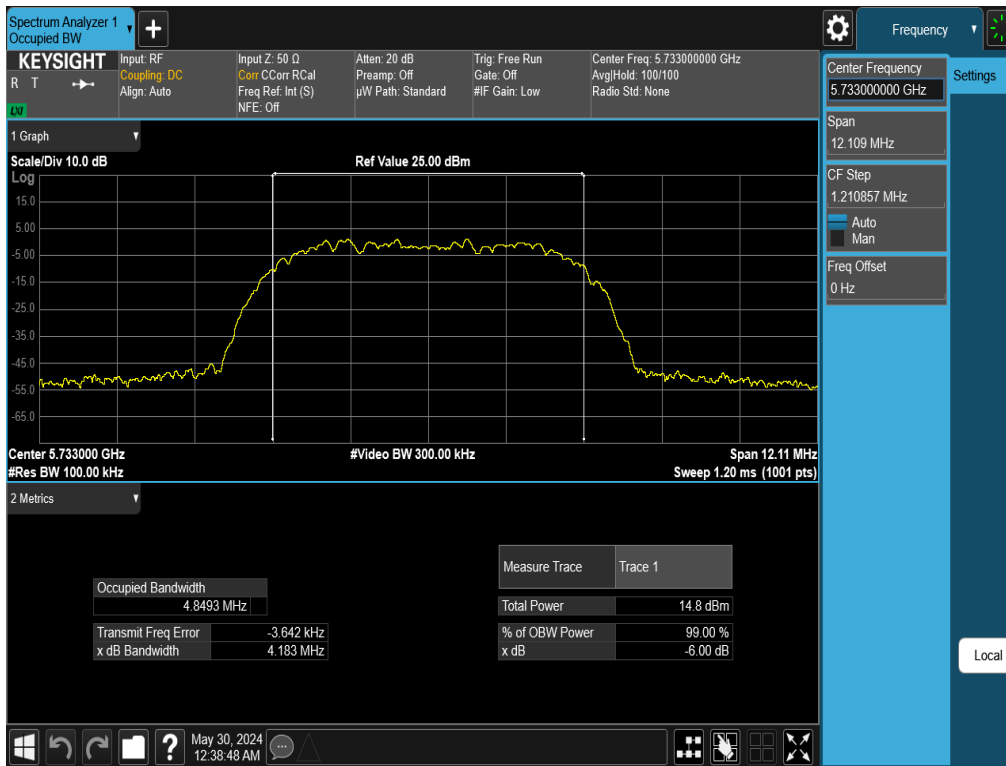 Spectrum Analyzer 1
Occupied BW
Frequency
KEYSIGHT
R T
LXI
Input: RF
Coupling: DC
Align: Auto
Input Z: 50 Ω
Corr CCorr RCal
Freq Ref: Int (S)
NFE: Off
Atten: 20 dB
Preamp: Off
µW Path: Standard
Trig: Free Run
Gate: Off
#IF Gain: Low
Center Freq: 5.733000000 GHz
Avg|Hold: 100/100
Radio Std: None
Center Frequency
5.733000000 GHz
Settings
Span
12.109 MHz
CF Step
1.210857 MHz
Auto
Man
Freq Offset
0 Hz
Local
1 Graph
Scale/Div 10.0 dB
Ref Value 25.00 dBm
Log
15.0
5.00
-5.00
-15.0
-25.0
-35.0
-45.0
-55.0
-65.0
Center 5.733000 GHz
#Video BW 300.00 kHz
Span 12.11 MHz
#Res BW 100.00 kHz
Sweep 1.20 ms (1001 pts)
2 Metrics
Measure Trace Trace 1
Occupied Bandwidth
4.8493 MHz
Total Power 14.8 dBm
Transmit Freq Error -3.642 kHz
% of OBW Power 99.00 %
x dB Bandwidth 4.183 MHz
x dB -6.00 dB
?
May 30, 2024
12:38:48 AM